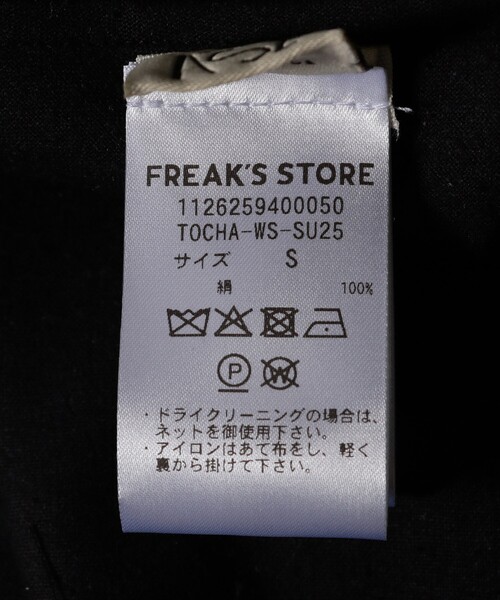 FREAK'S STORE
1126259400050
TOCHA-WS-SU25
サイズ S
絹 100%
P W
・ドライクリーニングの場合は、
ネットを御使用下さい。
・アイロンはあて布をし、軽く
裏から掛けて下さい。